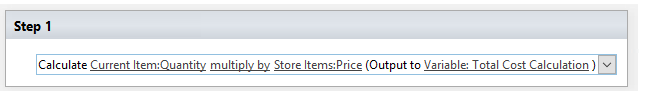 Step 1
Calculate Current Item:Quantity multiply by Store Items:Price (Output to Variable: Total Cost Calculation )